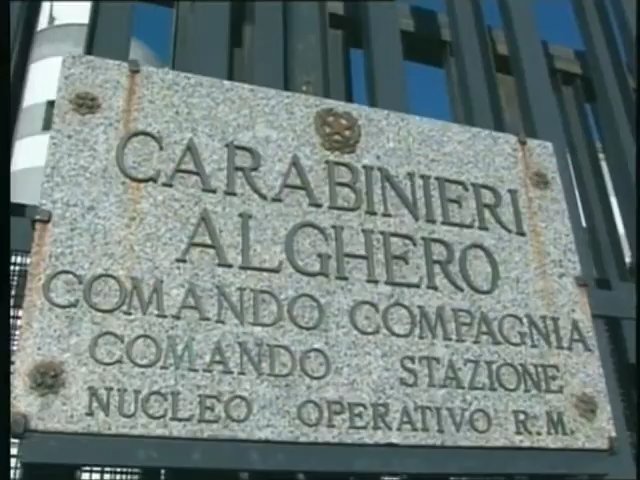 CARABINIERI
ALGHERO
COMANDO COMPAGNIA
COMANDO STAZIONE
NUCLEO OPERATIVO R.M.